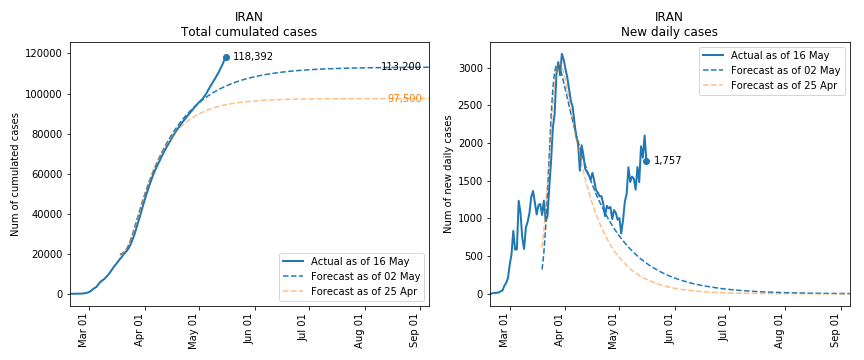 IRAN
Total cumulated cases
Num of cumulated cases
120000
100000
80000
60000
40000
20000
0
118,392
113,200
97,500
Actual as of 16 May
Forecast as of 02 May
Forecast as of 25 Apr
Mar 01
Apr 01
May 01
Jun 01
Jul 01
Aug 01
Sep 01
IRAN
New daily cases
Num of new daily cases
3000
2500
2000
1500
1000
500
0
1,757
Actual as of 16 May
Forecast as of 02 May
Forecast as of 25 Apr
Mar 01
Apr 01
May 01
Jun 01
Jul 01
Aug 01
Sep 01